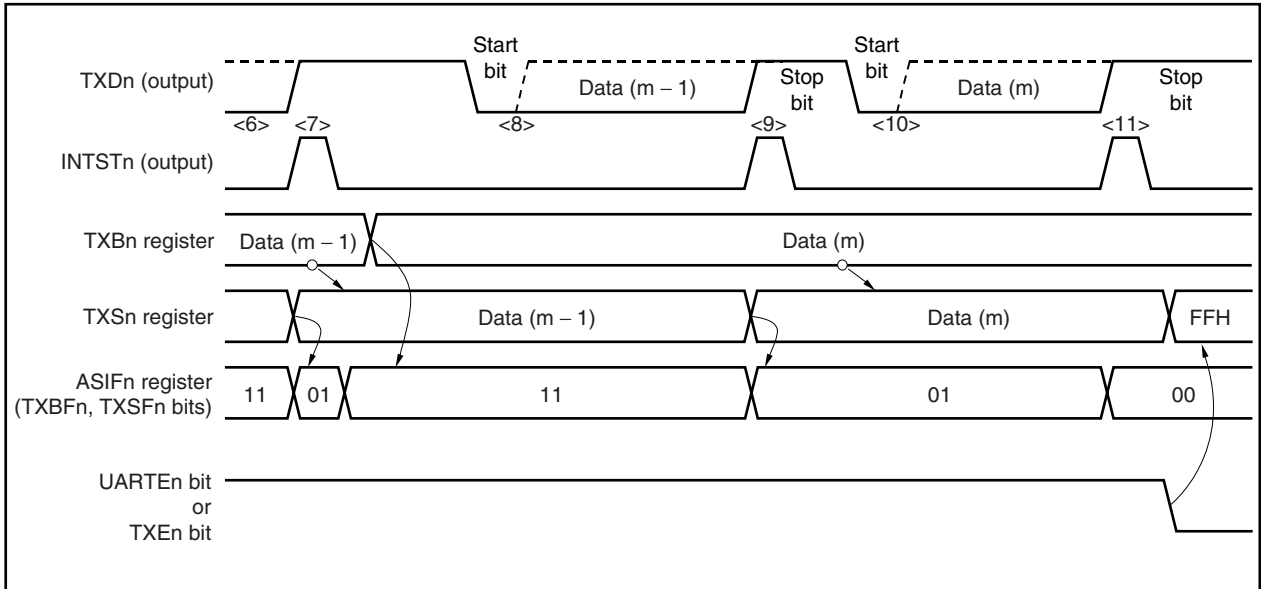 Start
bit
Start
bit
TXDn (output)
Data (m – 1)
Stop
bit
Data (m)
Stop
bit
<6>
<7>
<8>
<9>
<10>
<11>
INTSTn (output)
TXBn register
Data (m – 1)
Data (m)
TXSn register
Data (m – 1)
Data (m)
FFH
ASIFn register
(TXBFn, TXSFn bits)
11
01
11
01
00
UARTEn bit
or
TXEn bit